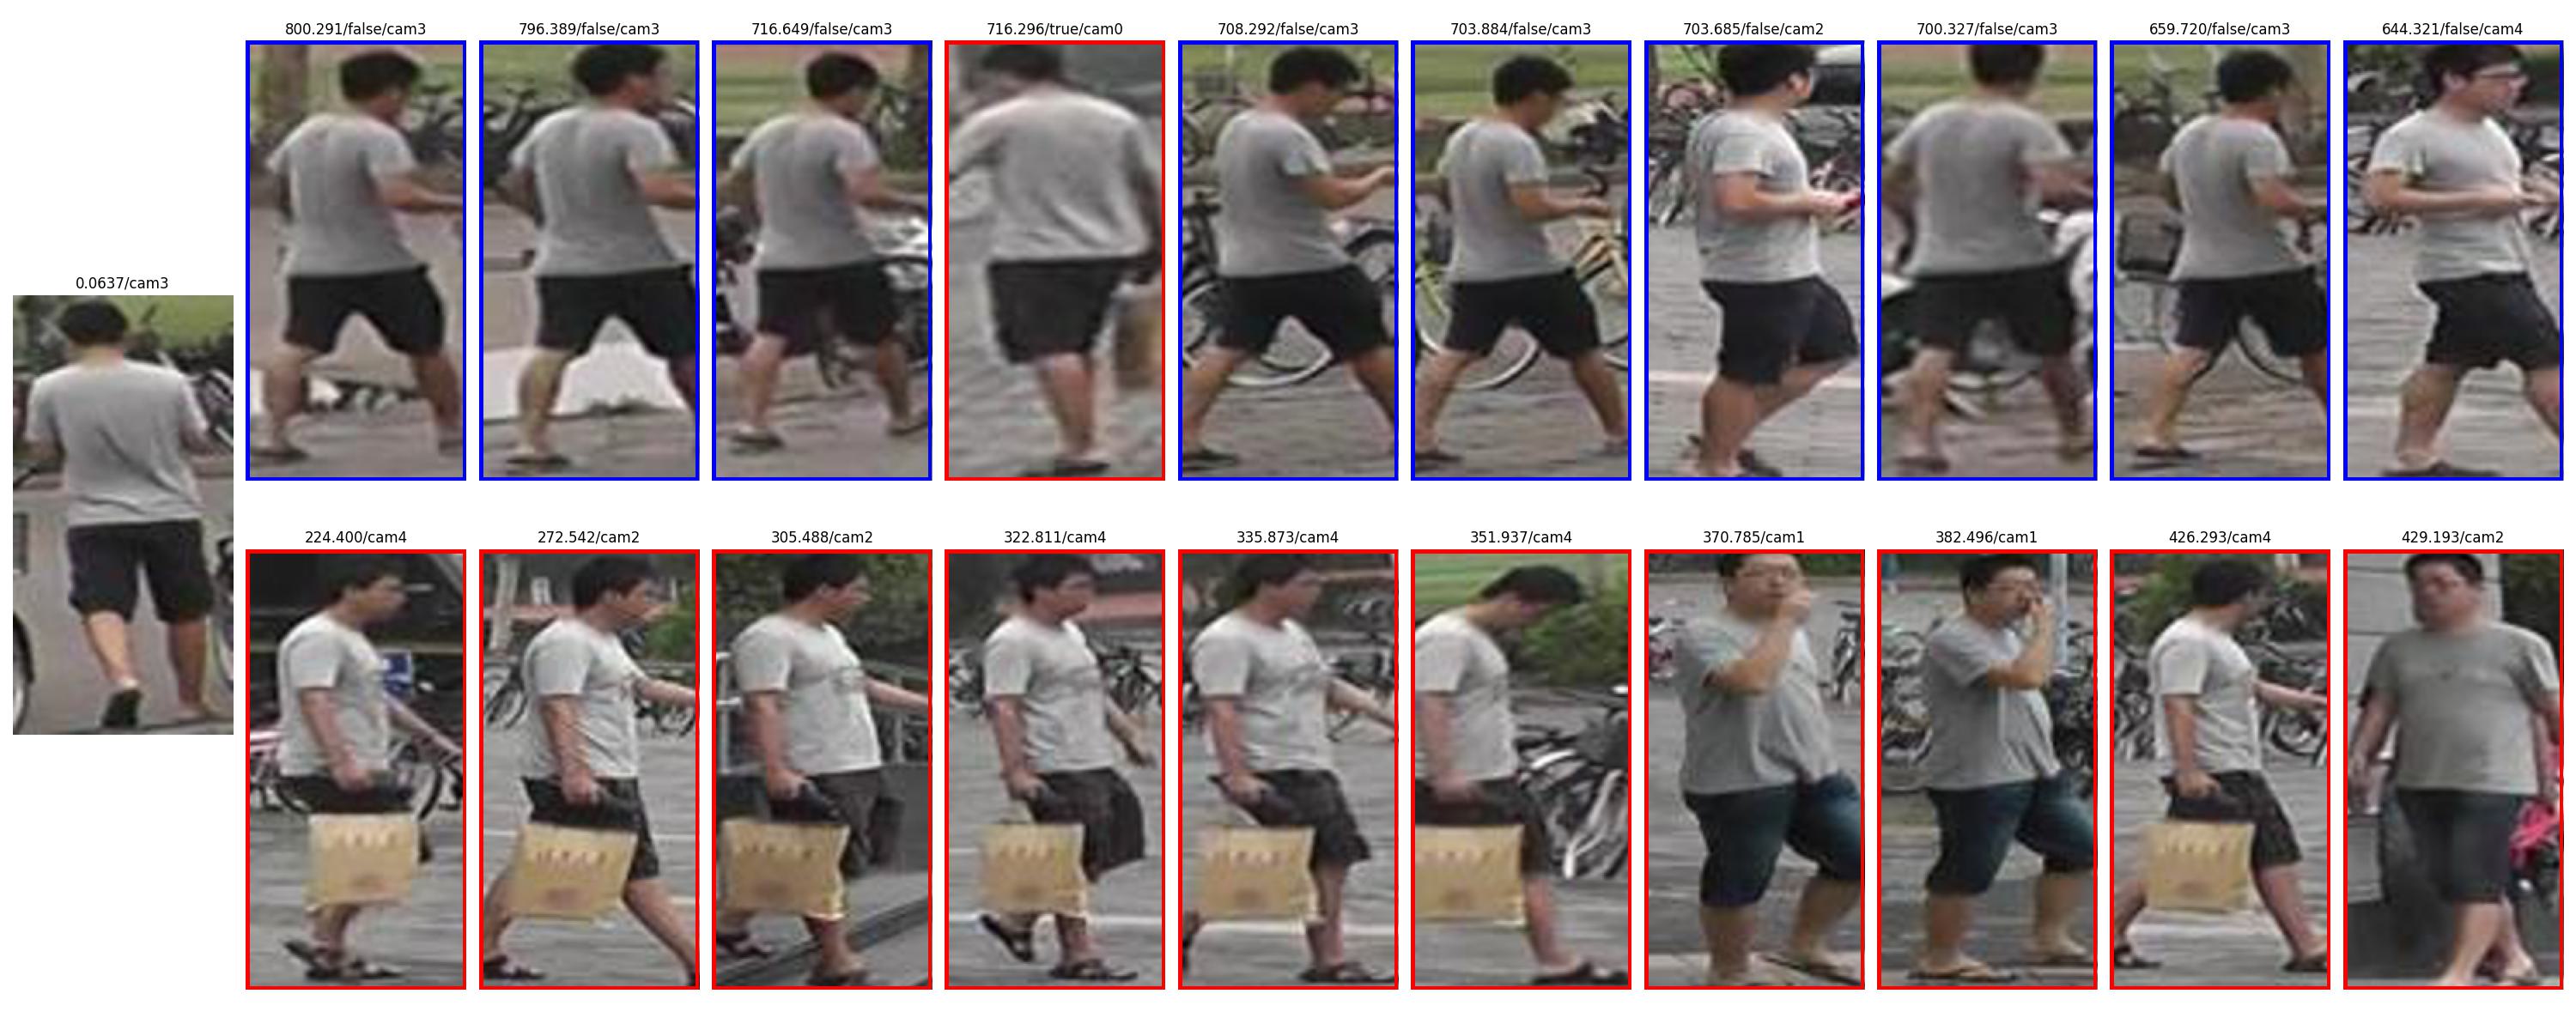 800.291/false/cam3
796.389/false/cam3
716.649/false/cam3
716.296/true/cam0
708.292/false/cam3
703.884/false/cam3
703.685/false/cam2
700.327/false/cam3
659.720/false/cam3
644.321/false/cam4
0.0637/cam3
224.400/cam4
272.542/cam2
305.488/cam2
322.811/cam4
335.873/cam4
351.937/cam4
370.785/cam1
382.496/cam1
426.293/cam4
429.193/cam2